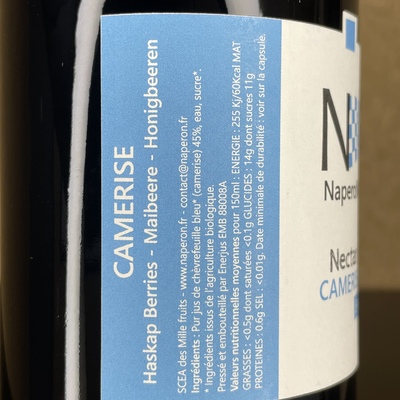 CAMERISE
Haskap Berries - Maibeere - Honigbeeren
SCEA des Mille fruits - www.naperon.fr - contact@naperon.fr
Ingrédients : Pur jus de chèvrefeuille bleu* (camerise) 45%, eau, sucre*.
* Ingrédients issus de l'agriculture biologique.
Pressé et embouteillé par Enerjus EMB 88008A
Valeurs nutritionnelles moyennes pour 150ml : ENERGIE : 255 Kj/60Kcal MAT
GRASSES : <0.5g dont saturées <0.1g GLUCIDES : 14g dont sucres 11g
PROTEINES : 0.6g SEL : <0.01g. Date minimale de durabilité : voir sur la capsule.
N
Napero
Necta
CAMER